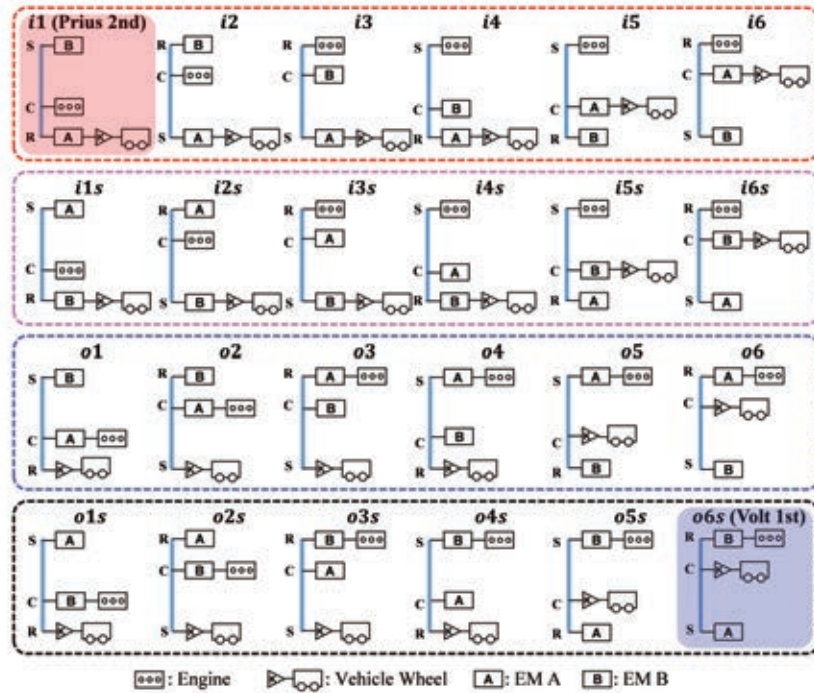 i1 (Prius 2nd)
S B
C
R A
i2
R B
C
S A
i3
R
C B
S A
i4
S
C B
R A
i5
S
C A
R B
i6
R
C A
S B
i1s
S A
C
R B
i2s
R A
C
S B
i3s
R
C A
S B
i4s
S
C A
R B
i5s
S
C B
R A
i6s
R
C B
S A
o1
S B
C A
R
o2
R B
C A
S
o3
R A
C B
S
o4
S A
C B
R
o5
S A
C
R B
o6
R A
C
S B
o1s
S A
C B
R
o2s
R A
C B
S
o3s
R B
C A
S
o4s
S B
C A
R
o5s
S B
C
R A
o6s (Volt 1st)
R B
C
S A
: Engine : Vehicle Wheel A : EM A B : EM B